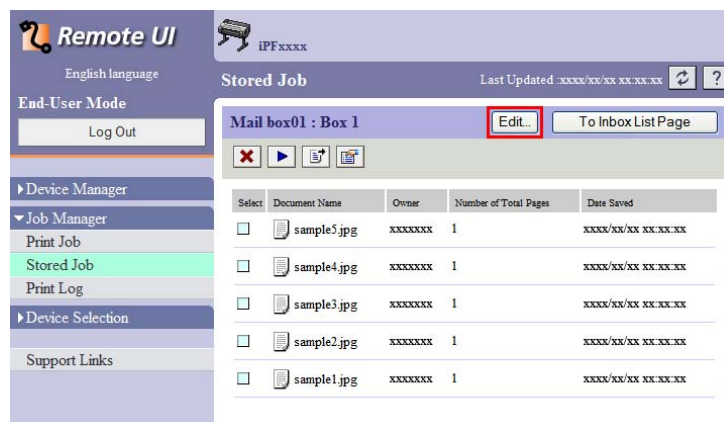 Remote UI
English language
End-User Mode
Log Out
Device Manager
Job Manager
Print Job
Stored Job
Print Log
Device Selection
Support Links
iPFxxxx
Stored Job
Last Updated :xxxx/xx/xx xx:xx:xx
?
Mail box01 : Box 1
Edit...
To Inbox List Page
Select Document Name Owner Number of Total Pages Date Saved
sample5.jpg xxxxxxx 1 xxxx/xx/xx xx:xx:xx
sample4.jpg xxxxxxx 1 xxxx/xx/xx xx:xx:xx
sample3.jpg xxxxxxx 1 xxxx/xx/xx xx:xx:xx
sample2.jpg xxxxxxx 1 xxxx/xx/xx xx:xx:xx
sample1.jpg xxxxxxx 1 xxxx/xx/xx xx:xx:xx